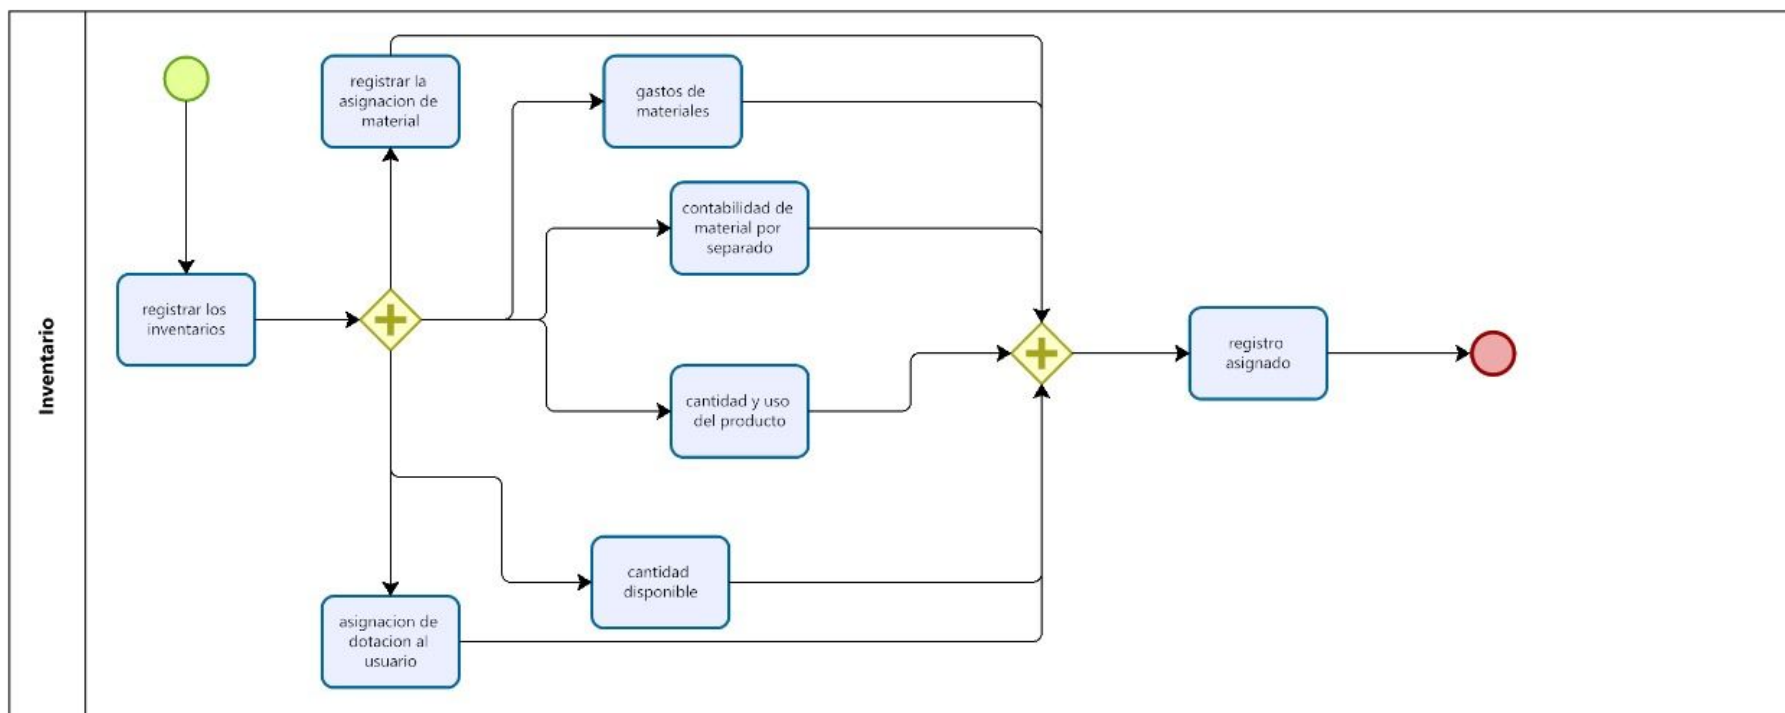 Inventario
registrar los
inventarios
registrar la
asignacion de
material
gastos de
materiales
contabilidad de
material por
separado
cantidad y uso
del producto
cantidad
disponible
asignacion de
dotacion al
usuario
registro
asignado